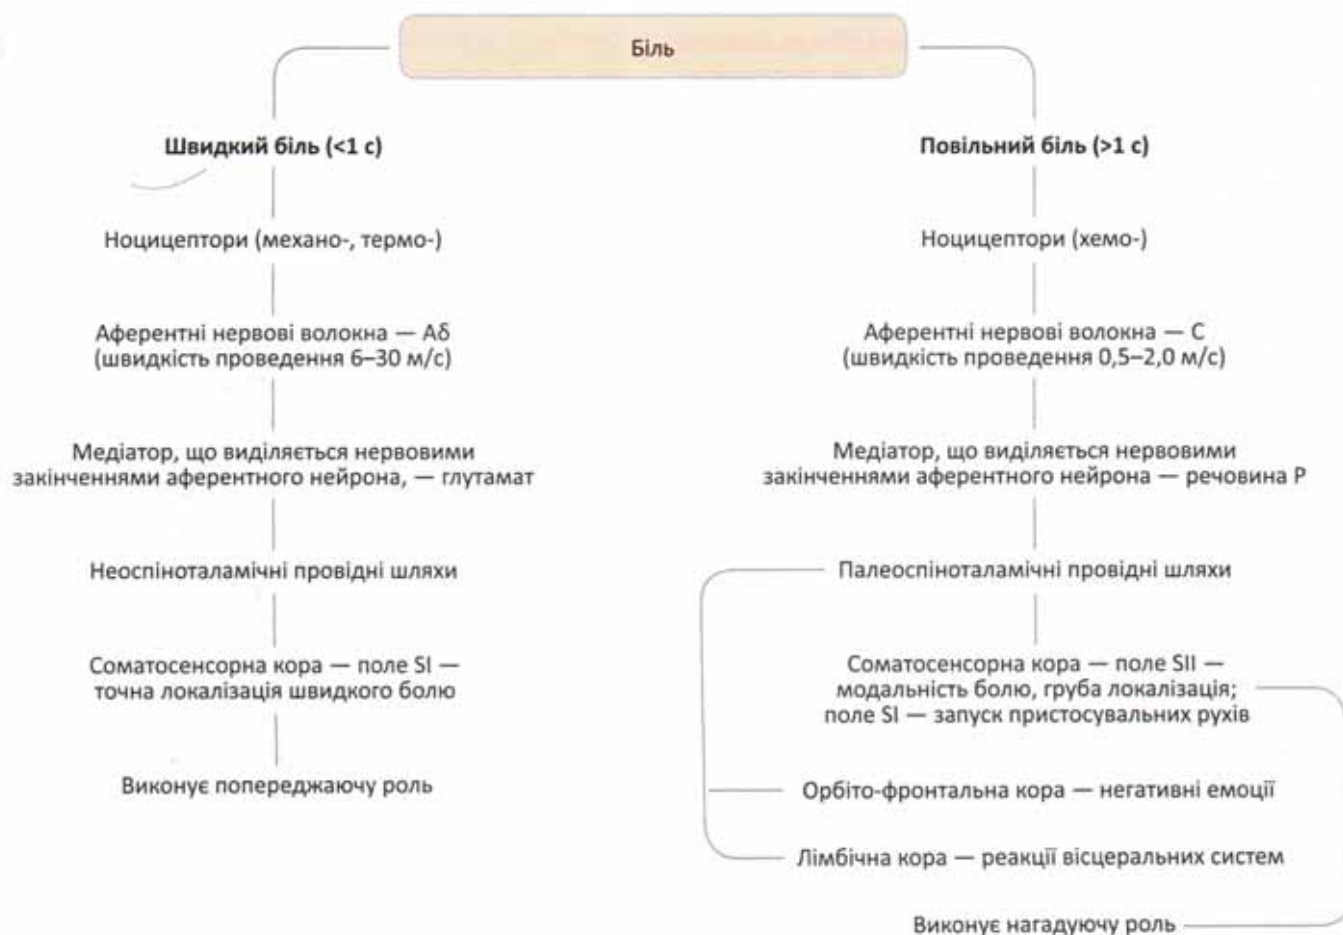 Біль
Швидкий біль (<1 с)
Ноцицептори (механо-, термо-)
Аферентні нервові волокна — Аδ
(швидкість проведення 6–30 м/с)
Медіатор, що виділяється нервовими
закінченнями аферентного нейрона, — глутамат
Неоспіноталамічні провідні шляхи
Соматосенсорна кора — поле SI —
точна локалізація швидкого болю
Виконує попереджаючу роль
Повільний біль (>1 с)
Ноцицептори (хемо-)
Аферентні нервові волокна — С
(швидкість проведення 0,5–2,0 м/с)
Медіатор, що виділяється нервовими
закінченнями аферентного нейрона — речовина Р
Палеоспіноталамічні провідні шляхи
Соматосенсорна кора — поле SII —
модальність болю, груба локалізація;
поле SI — запуск пристосувальних рухів
Орбіто-фронтальна кора — негативні емоції
Лімбічна кора — реакції вісцеральних систем
Виконує нагадуючу роль